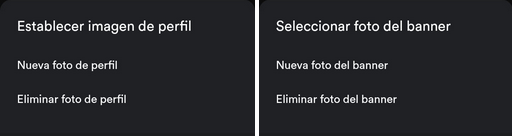 Establecer imagen de perfil
Nueva foto de perfil
Eliminar foto de perfil
Seleccionar foto del banner
Nueva foto del banner
Eliminar foto del banner